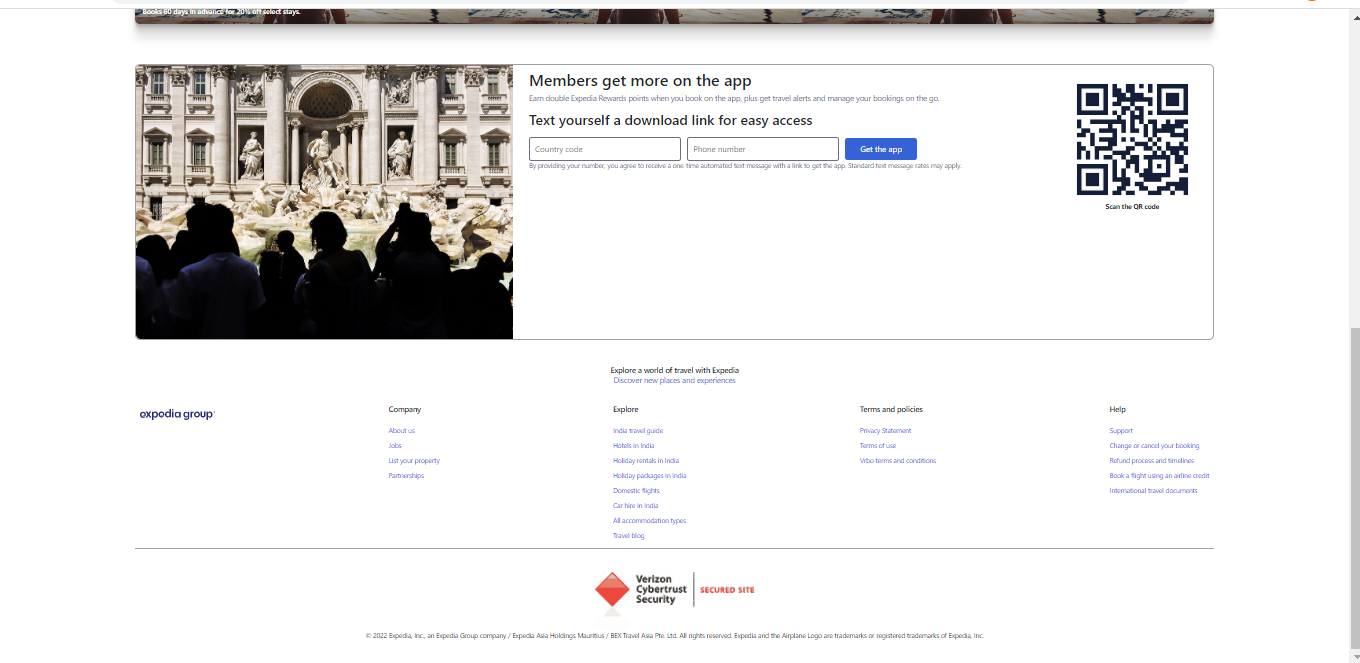 Books 60 days in advance for 20% off select stays.
Members get more on the app
Earn double Expedia Rewards points when you book on the app, plus get travel alerts and manage your bookings on the go.
Text yourself a download link for easy access
Country code
Phone number
Get the app
By providing your number, you agree to receive a one time automated text message with a link to get the app. Standard text message rates may apply.
Scan the QR code
Explore a world of travel with Expedia
Discover new places and experiences
expedia group
Company
About us
Jobs
List your property
Partnerships
Explore
India travel guide
Hotels in India
Holiday rentals in India
Holiday packages in India
Domestic flights
Car hire in India
All accommodation types
Travel blog
Terms and policies
Privacy Statement
Terms of use
Vrbo terms and conditions
Help
Support
Change or cancel your booking
Refund process and timelines
Book a flight using an airline credit
International travel documents
Verizon
Cybertrust
Security
SECURED SITE
© 2022 Expedia, Inc., an Expedia Group company / Expedia Asia Holdings Mauritius / BEX Travel Asia Pte. Ltd. All rights reserved. Expedia and the Airplane Logo are trademarks or registered trademarks of Expedia, Inc.